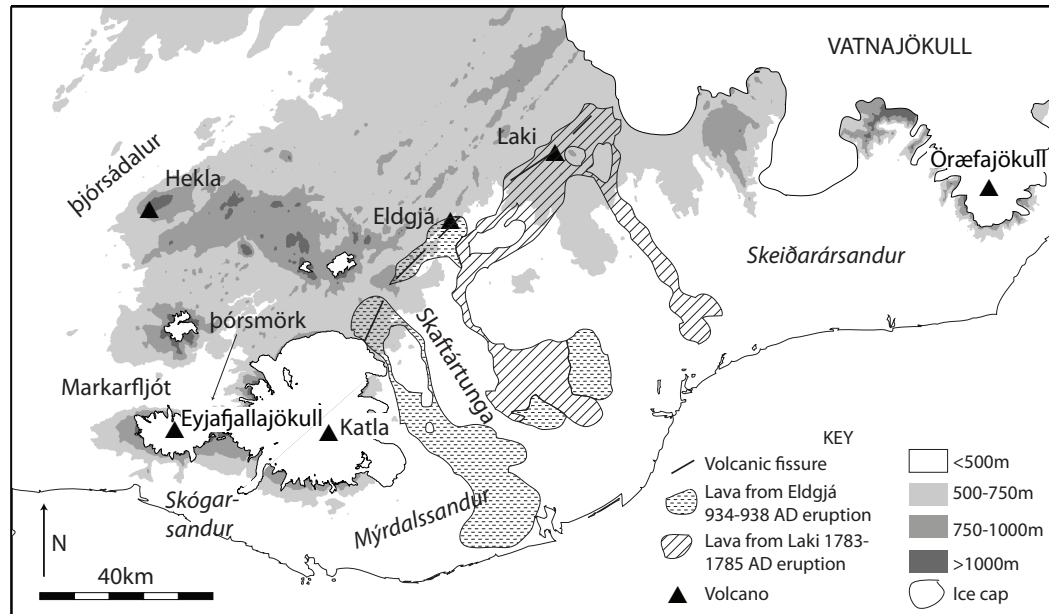 VATNAJÖKULL
Laki
Öræfajökull
þjórsádalur
Hekla
Eldgjá
Skeiðarársandur
þórsmörk
Skaftártunga
Markarfljót
Eyjafjallajökull
Katla
Skógar-
sandur
Mýrdalssandur
N
40km
KEY
Volcanic fissure
Lava from Eldgjá
934-938 AD eruption
Lava from Laki 1783-
1785 AD eruption
Volcano
<500m
500-750m
750-1000m
>1000m
Ice cap